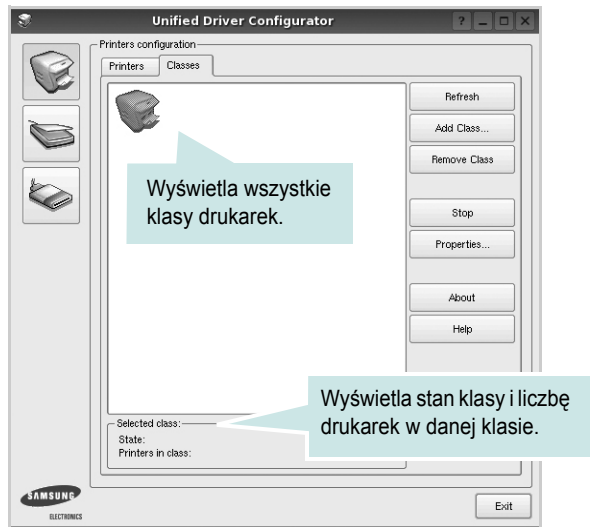 Unified Driver Configurator
Printers configuration
Printers Classes
Refresh
Add Class...
Remove Class
Wyświetla wszystkie
klasy drukarek.
Stop
Properties...
About
Help
Wyświetla stan klasy i liczbę
drukarek w danej klasie.
Selected class:
State:
Printers in class:
SAMSUNG
ELECTRONICS
Exit